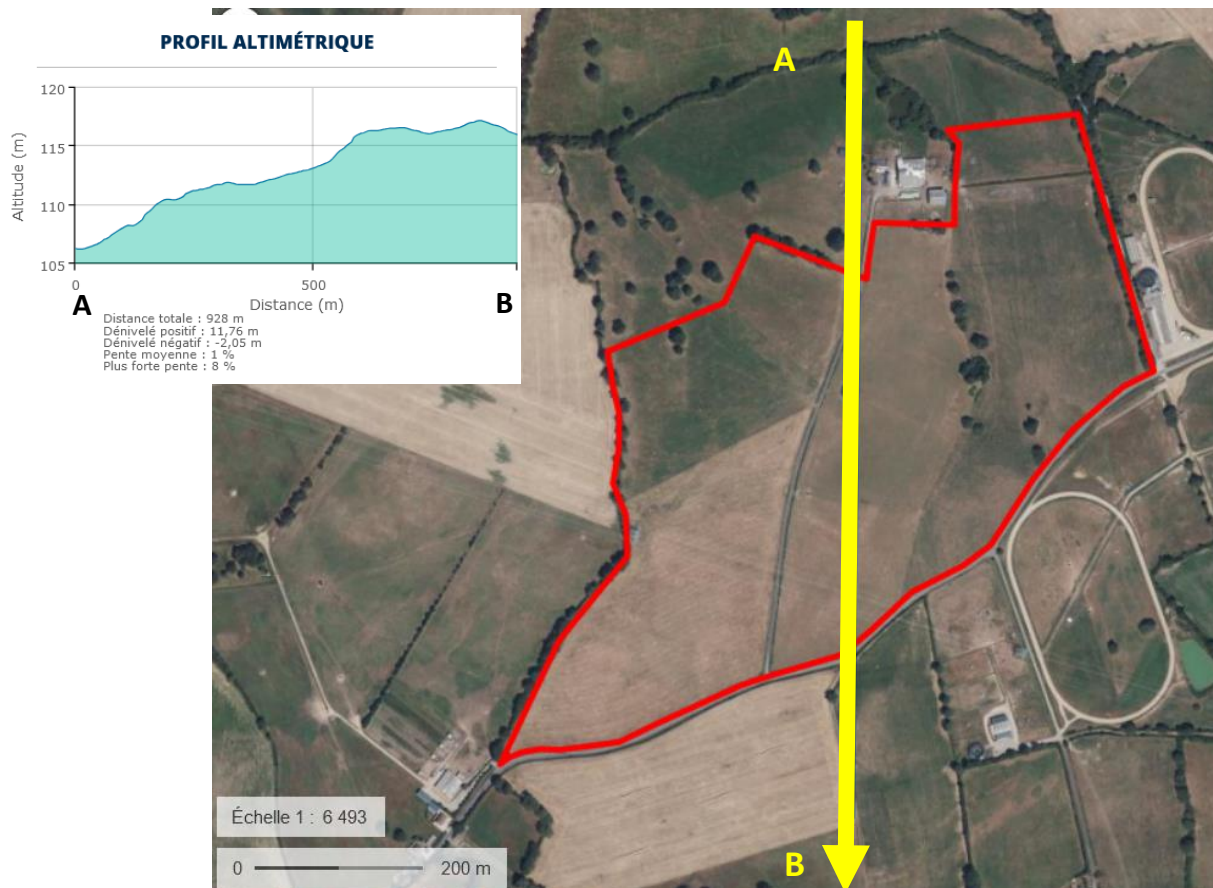 PROFIL ALTIMÉTRIQUE
120
115
110
105
Altitude (m)
0
500
Distance (m)
A
B
Distance totale : 928 m
Dénivelé positif : 11,76 m
Dénivelé négatif : -2,05 m
Pente moyenne : 1 %
Plus forte pente : 8 %
A
B
Échelle 1 : 6 493
0
200 m